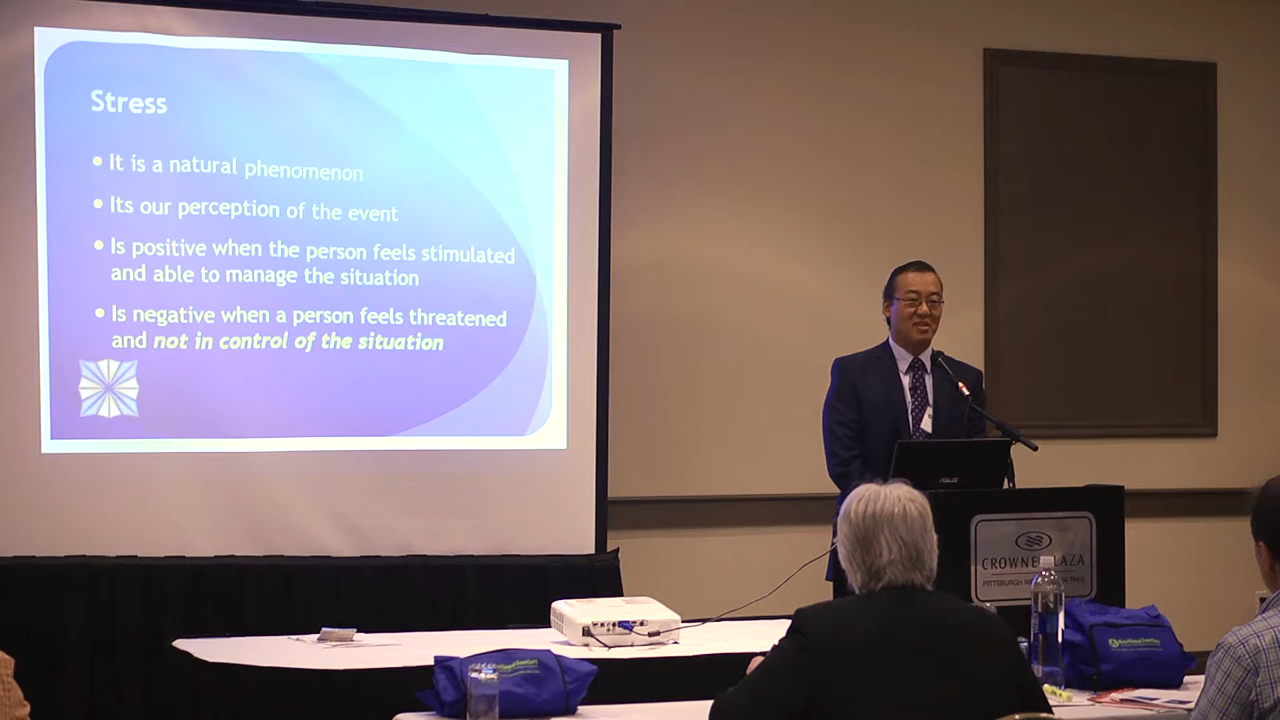 Stress
• It is a natural phenomenon
• Its our perception of the event
• Is positive when the person feels stimulated
and able to manage the situation
• Is negative when a person feels threatened
and not in control of the situation
ASUS
CROWNE PLAZA
PITTSBURGH